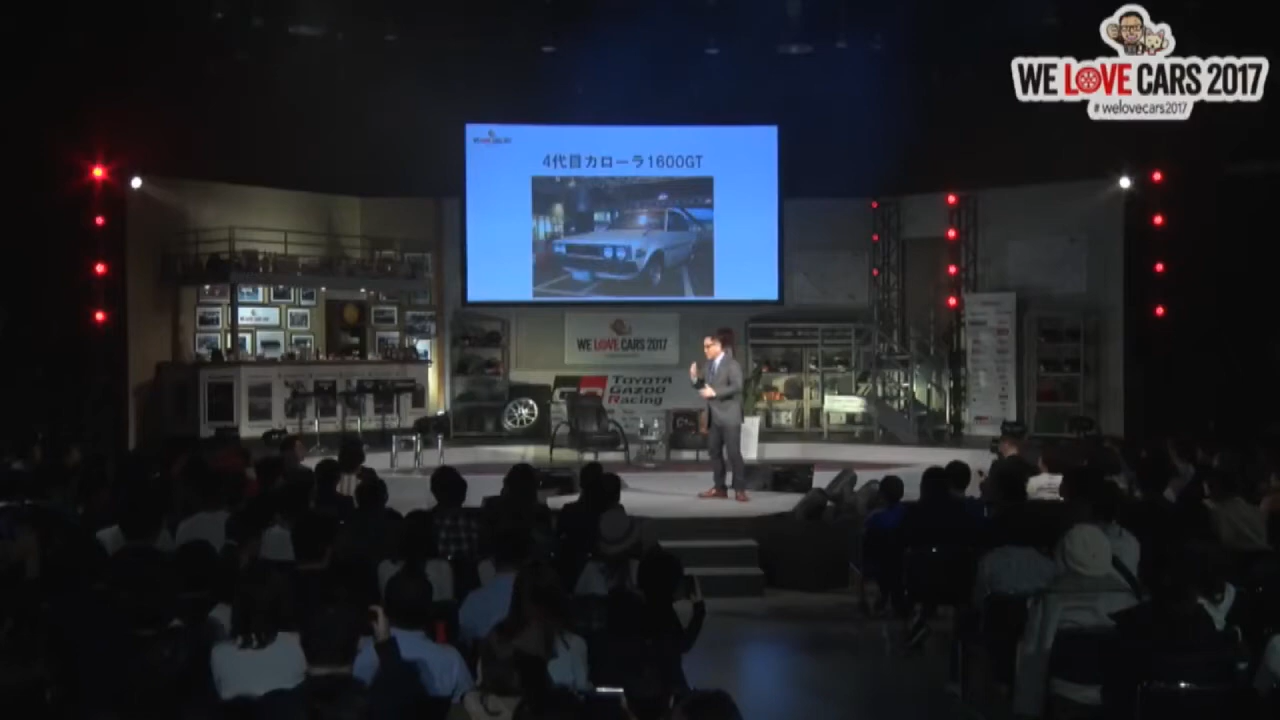 WE LOVE CARS 2017
#welovecars2017
4代目カローラ1600GT
WE LOVE CARS 2017
TOYOTA
GAZOO
Racing